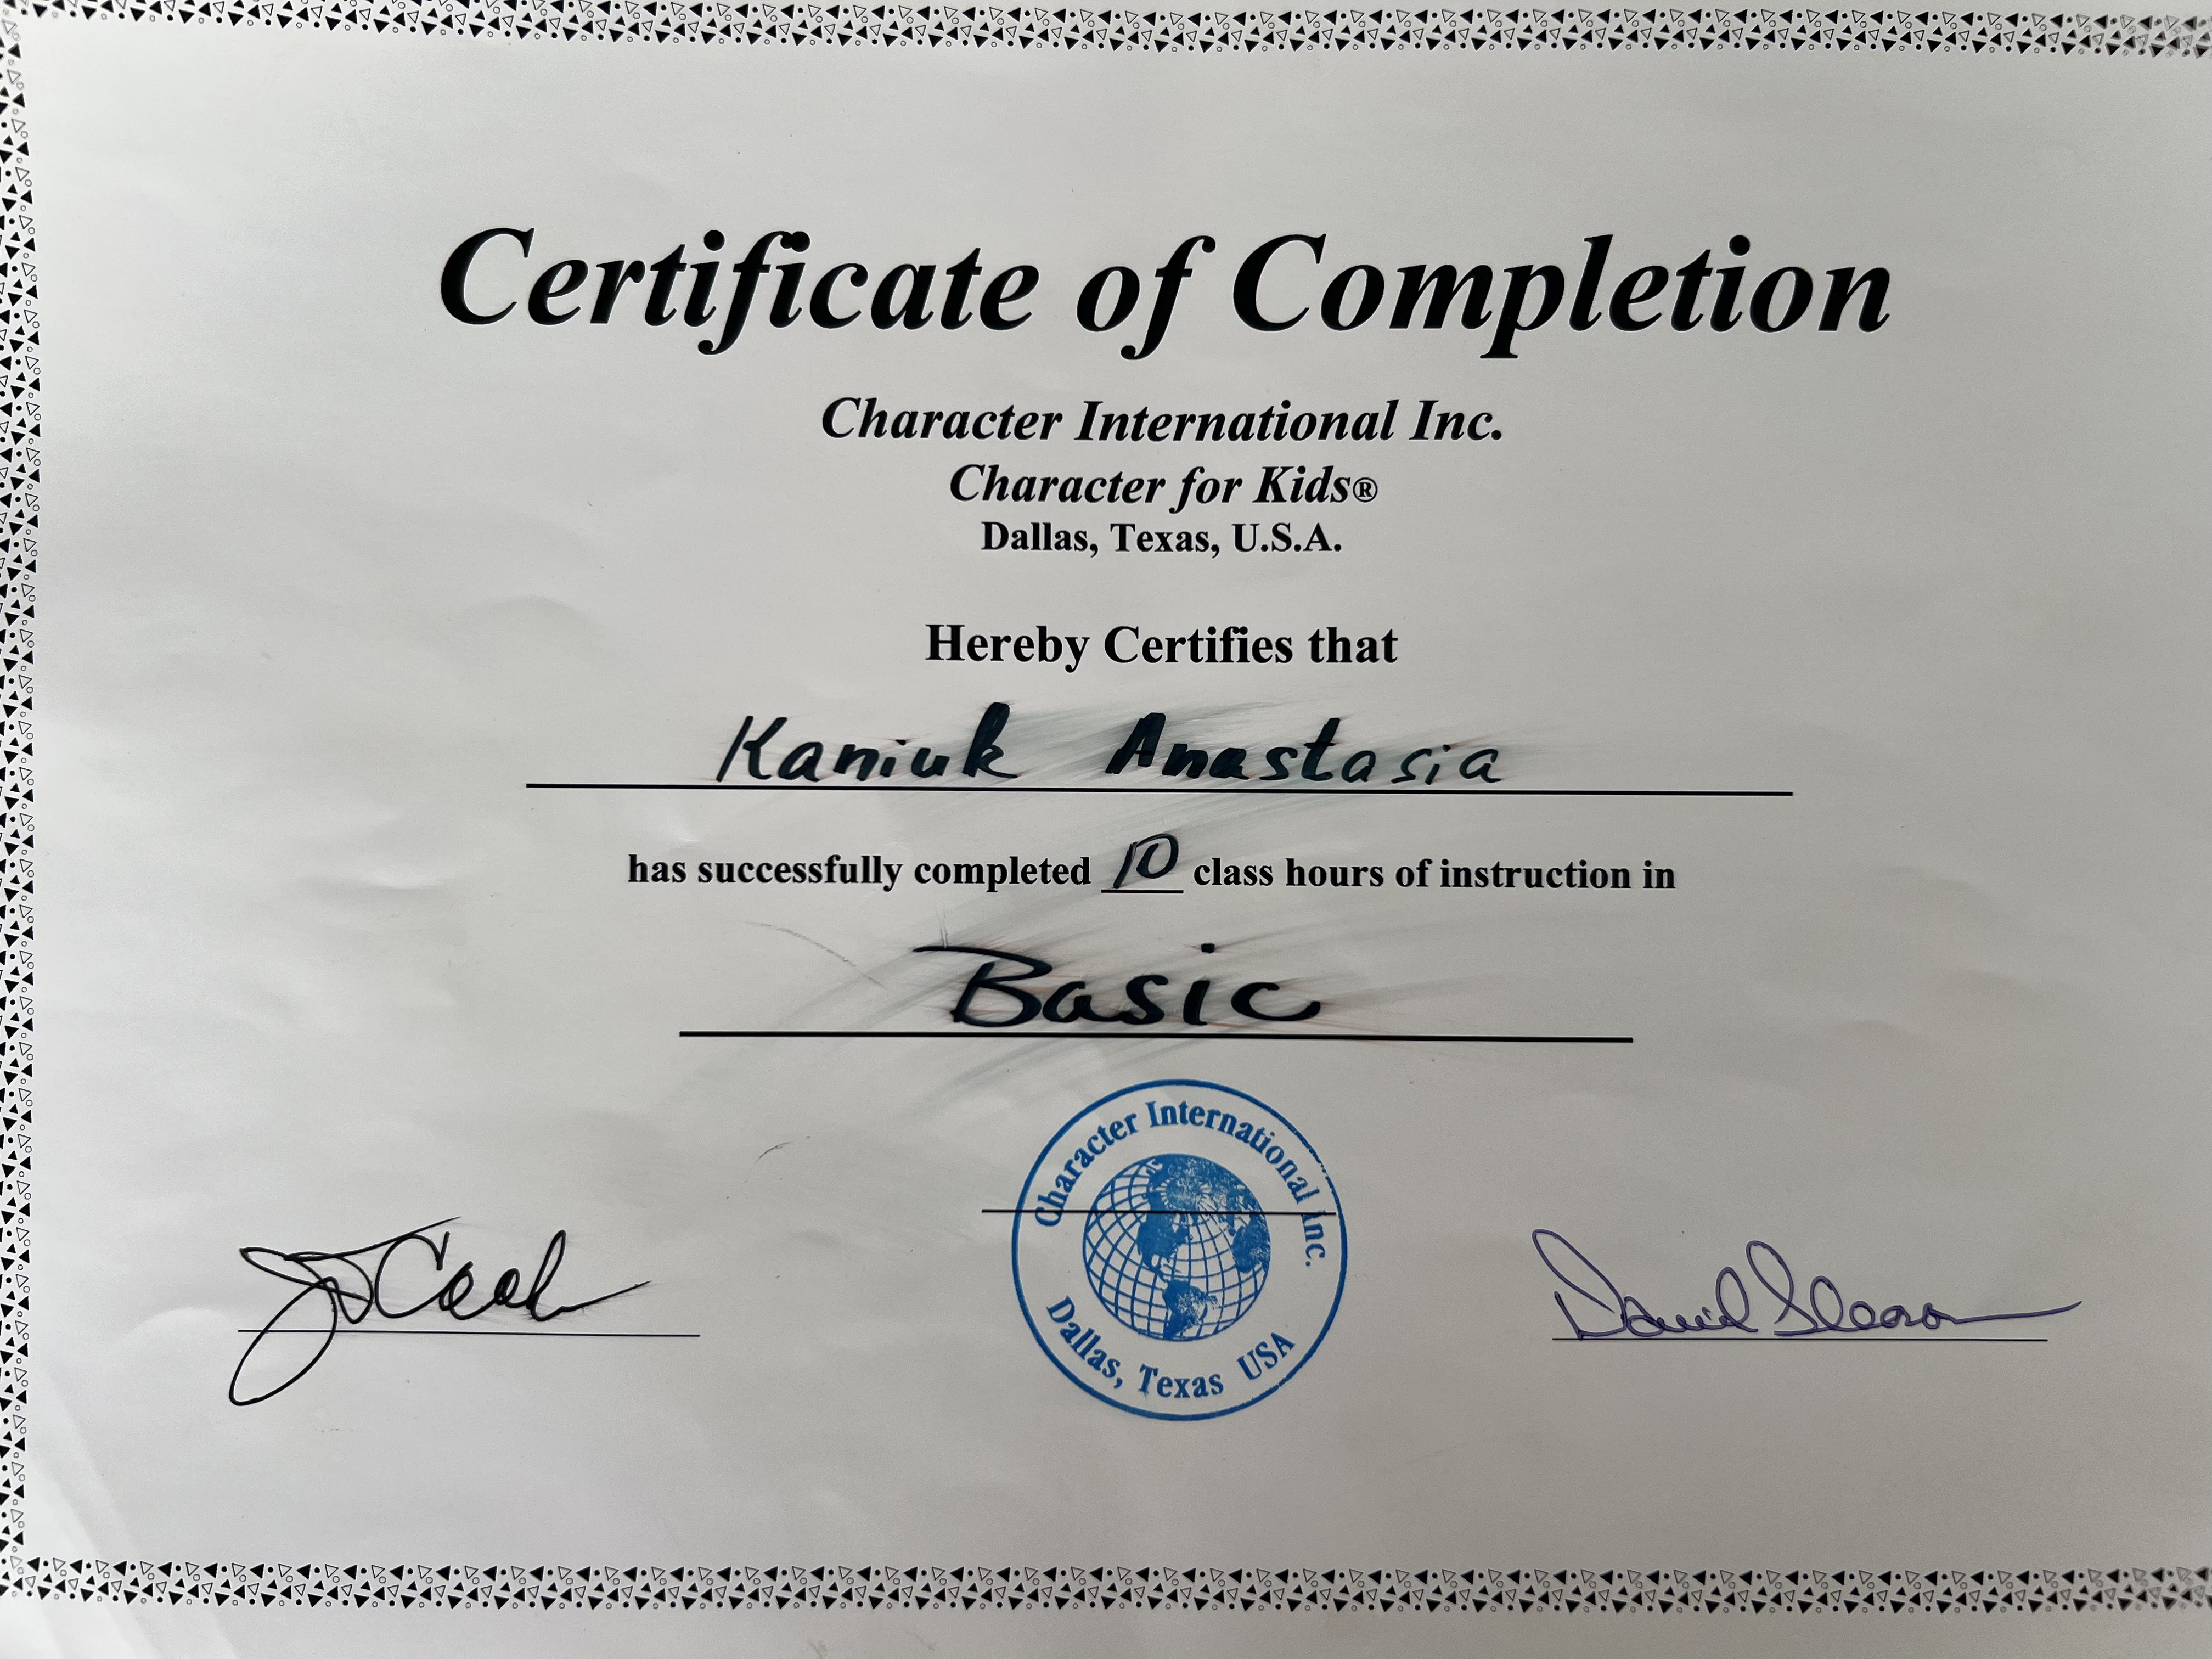 Certificate of Completion
Character International Inc.
Character for Kids®
Dallas, Texas, U.S.A.
Hereby Certifies that
Kaniuk Anastasia
has successfully completed 10 class hours of instruction in
Basic
Character International Inc.
Dallas, Texas USA
David